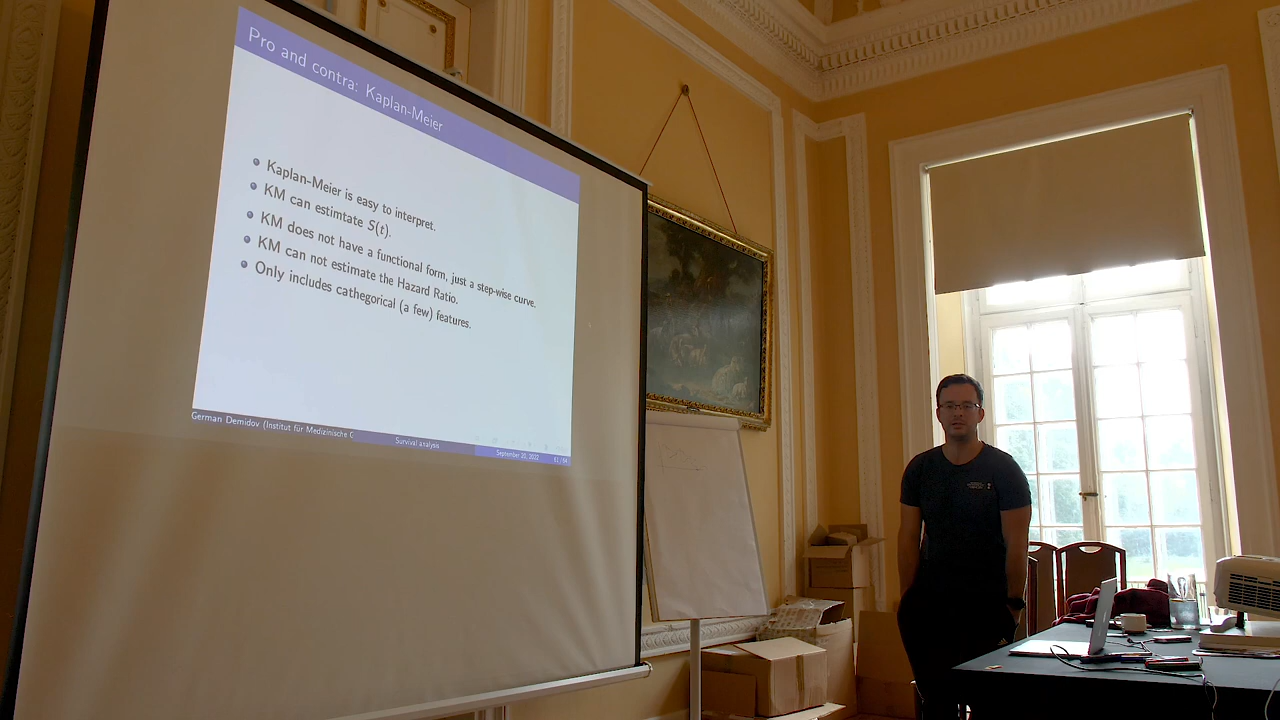 Pro and contra: Kaplan-Meier
Kaplan-Meier is easy to interpret.
KM can estimtate S(t).
KM does not have a functional form, just a step-wise curve.
KM can not estimate the Hazard Ratio.
Only includes cathegorical (a few) features.
German Demidov (Institut für Medizinische G
Survival analysis
September 20, 2022